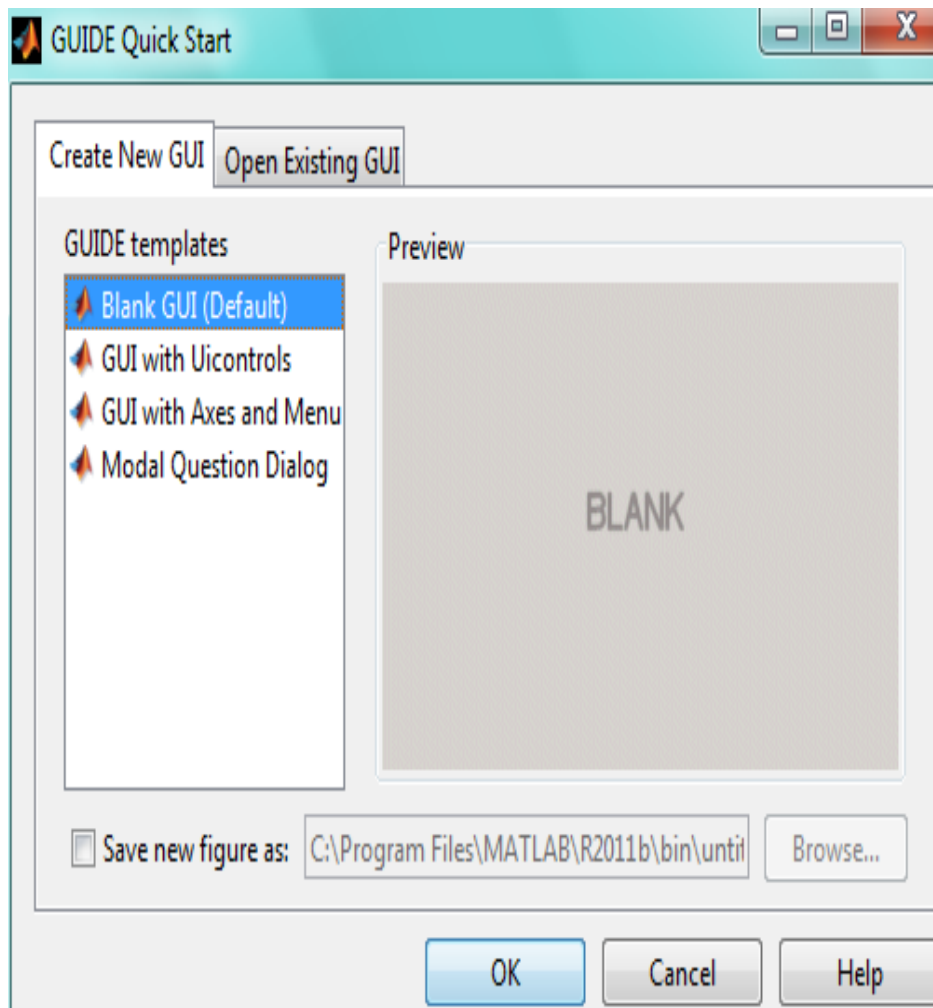 GUIDE Quick Start
Create New GUI
Open Existing GUI
GUIDE templates
Blank GUI (Default)
GUI with Uicontrols
GUI with Axes and Menu
Modal Question Dialog
Preview
BLANK
Save new figure as:
C:\Program Files\MATLAB\R2011b\bin\untit
Browse...
OK
Cancel
Help